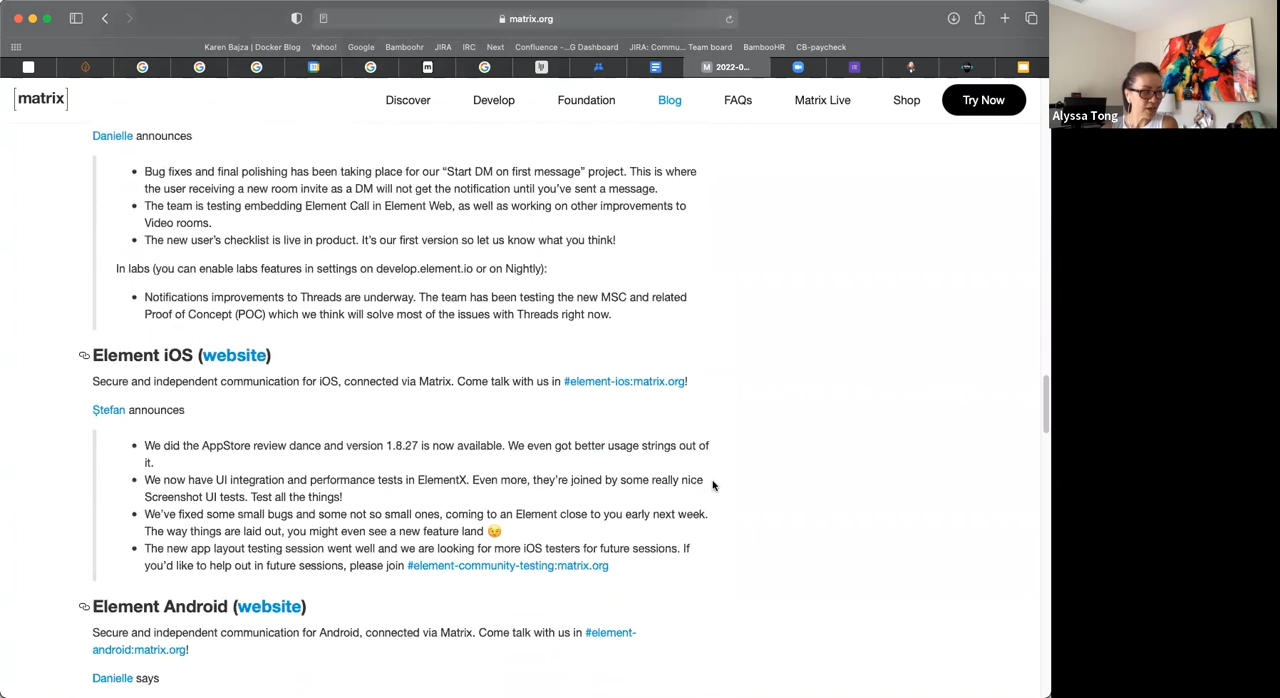 matrix.org
Karen Bajza | Docker Blog
Yahoo!
Google
Bamboohr
JIRA
IRC
Next
Confluence -...G Dashboard
JIRA: Commu... Team board
BambooHR
CB-paycheck
2022-0...
[matrix]
Discover
Develop
Foundation
Blog
FAQs
Matrix Live
Shop
Try Now
Alyssa Tong
Danielle announces
• Bug fixes and final polishing has been taking place for our “Start DM on first message” project. This is where
the user receiving a new room invite as a DM will not get the notification until you’ve sent a message.
• The team is testing embedding Element Call in Element Web, as well as working on other improvements to
Video rooms.
• The new user’s checklist is live in product. It’s our first version so let us know what you think!
In labs (you can enable labs features in settings on develop.element.io or on Nightly):
• Notifications improvements to Threads are underway. The team has been testing the new MSC and related
Proof of Concept (POC) which we think will solve most of the issues with Threads right now.
Element iOS (website)
Secure and independent communication for iOS, connected via Matrix. Come talk with us in #element-ios:matrix.org!
Ștefan announces
• We did the AppStore review dance and version 1.8.27 is now available. We even got better usage strings out of
it.
• We now have UI integration and performance tests in ElementX. Even more, they’re joined by some really nice
Screenshot UI tests. Test all the things!
• We’ve fixed some small bugs and some not so small ones, coming to an Element close to you early next week.
The way things are laid out, you might even see a new feature land 😉
• The new app layout testing session went well and we are looking for more iOS testers for future sessions. If
you’d like to help out in future sessions, please join #element-community-testing:matrix.org
Element Android (website)
Secure and independent communication for Android, connected via Matrix. Come talk with us in #element-
android:matrix.org!
Danielle says